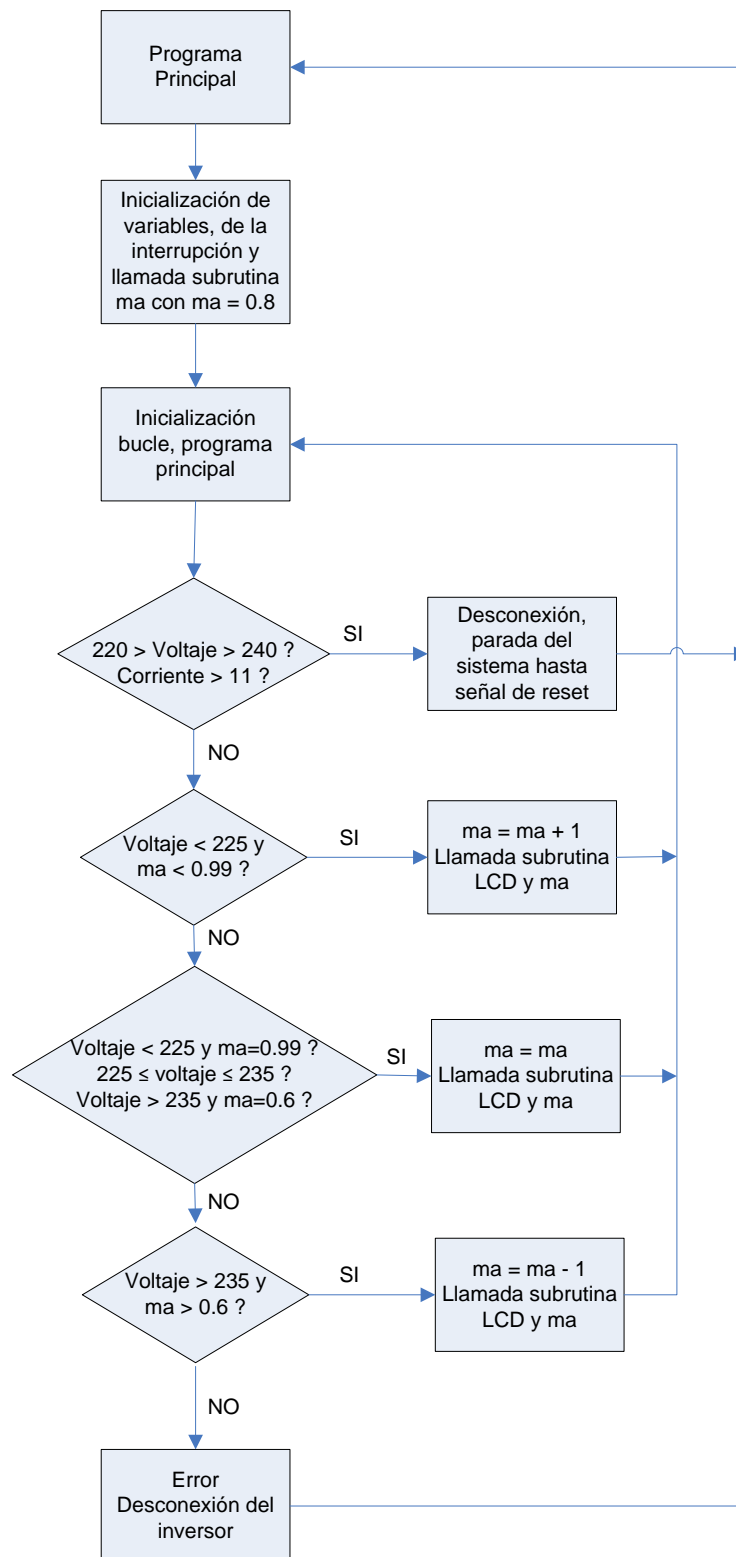 Programa
Principal
Inicialización de
variables, de la
interrupción y
llamada subrutina
ma con ma = 0.8
Inicialización
bucle, programa
principal
220 > Voltaje > 240 ?
Corriente > 11 ?
SI
Desconexión,
parada del
sistema hasta
señal de reset
NO
Voltaje < 225 y
ma < 0.99 ?
SI
ma = ma + 1
Llamada subrutina
LCD y ma
NO
Voltaje < 225 y ma=0.99 ?
225 ≤ voltaje ≤ 235 ?
Voltaje > 235 y ma=0.6 ?
SI
ma = ma
Llamada subrutina
LCD y ma
NO
Voltaje > 235 y
ma > 0.6 ?
SI
ma = ma - 1
Llamada subrutina
LCD y ma
NO
Error
Desconexión del
inversor